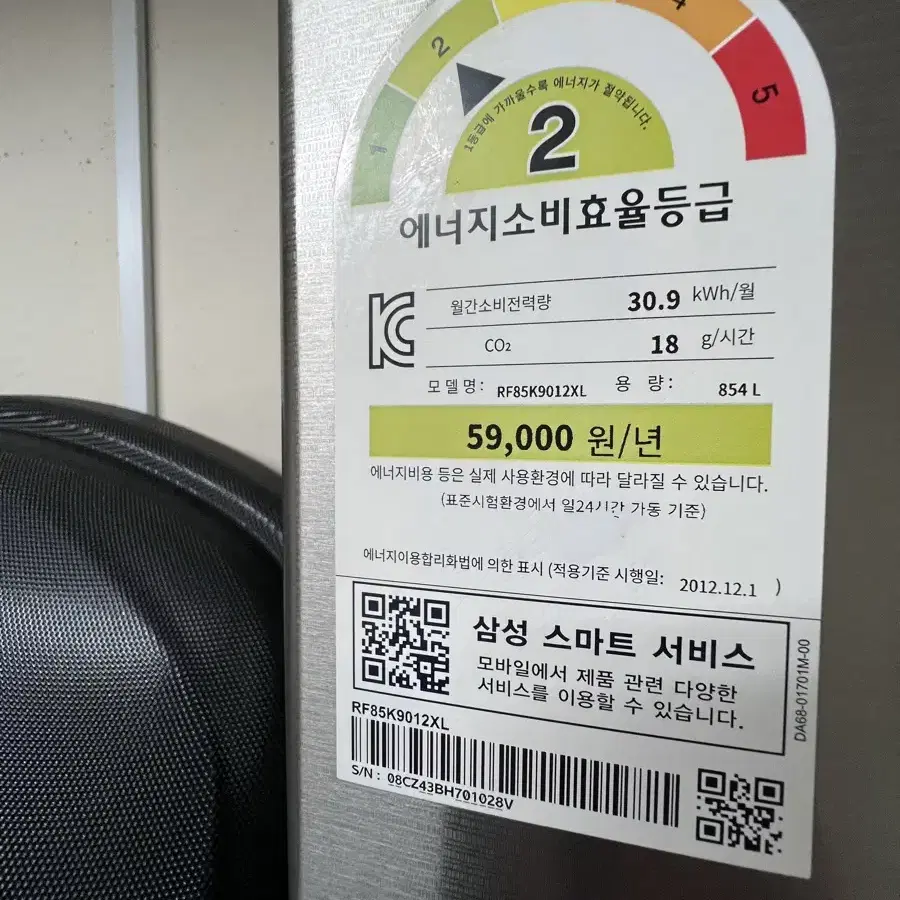 1 2 4 5
1등급에 가까울수록 에너지가 절약됩니다.
2
에너지소비효율등급
월간소비전력량 30.9 kWh/월
CO₂ 18 g/시간
모델명: RF85K9012XL 용량: 854 L
59,000 원/년
에너지비용 등은 실제 사용환경에 따라 달라질 수 있습니다.
(표준시험환경에서 일24시간 가동 기준)
에너지이용합리화법에 의한 표시 (적용기준 시행일: 2012.12.1 )
삼성 스마트 서비스
모바일에서 제품 관련 다양한
서비스를 이용할 수 있습니다.
DA68-01701M-00
RF85K9012XL
S/N : 08CZ43BH701028V